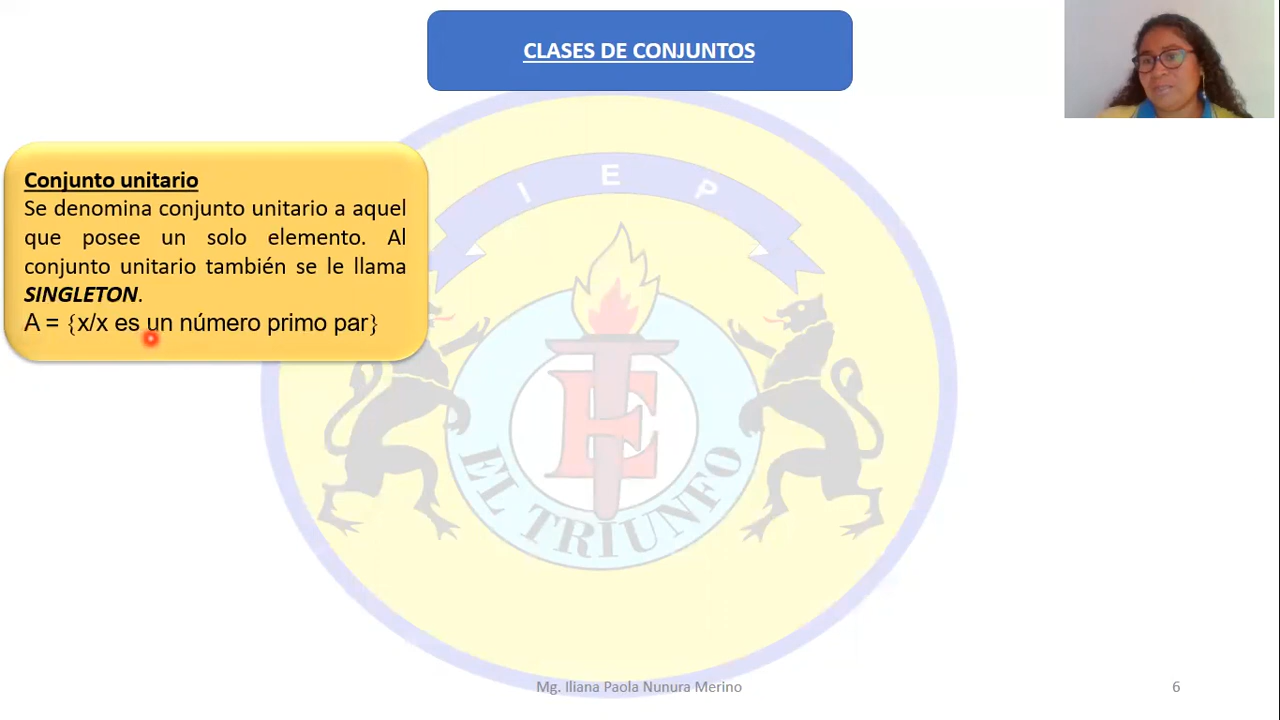 CLASES DE CONJUNTOS
Conjunto unitario
Se denomina conjunto unitario a aquel
que posee un solo elemento. Al
conjunto unitario también se le llama
SINGLETON.
A = {x/x es un número primo par}
I E P
E
EL TRIUNFO
Mg. Iliana Paola Nunura Merino
6